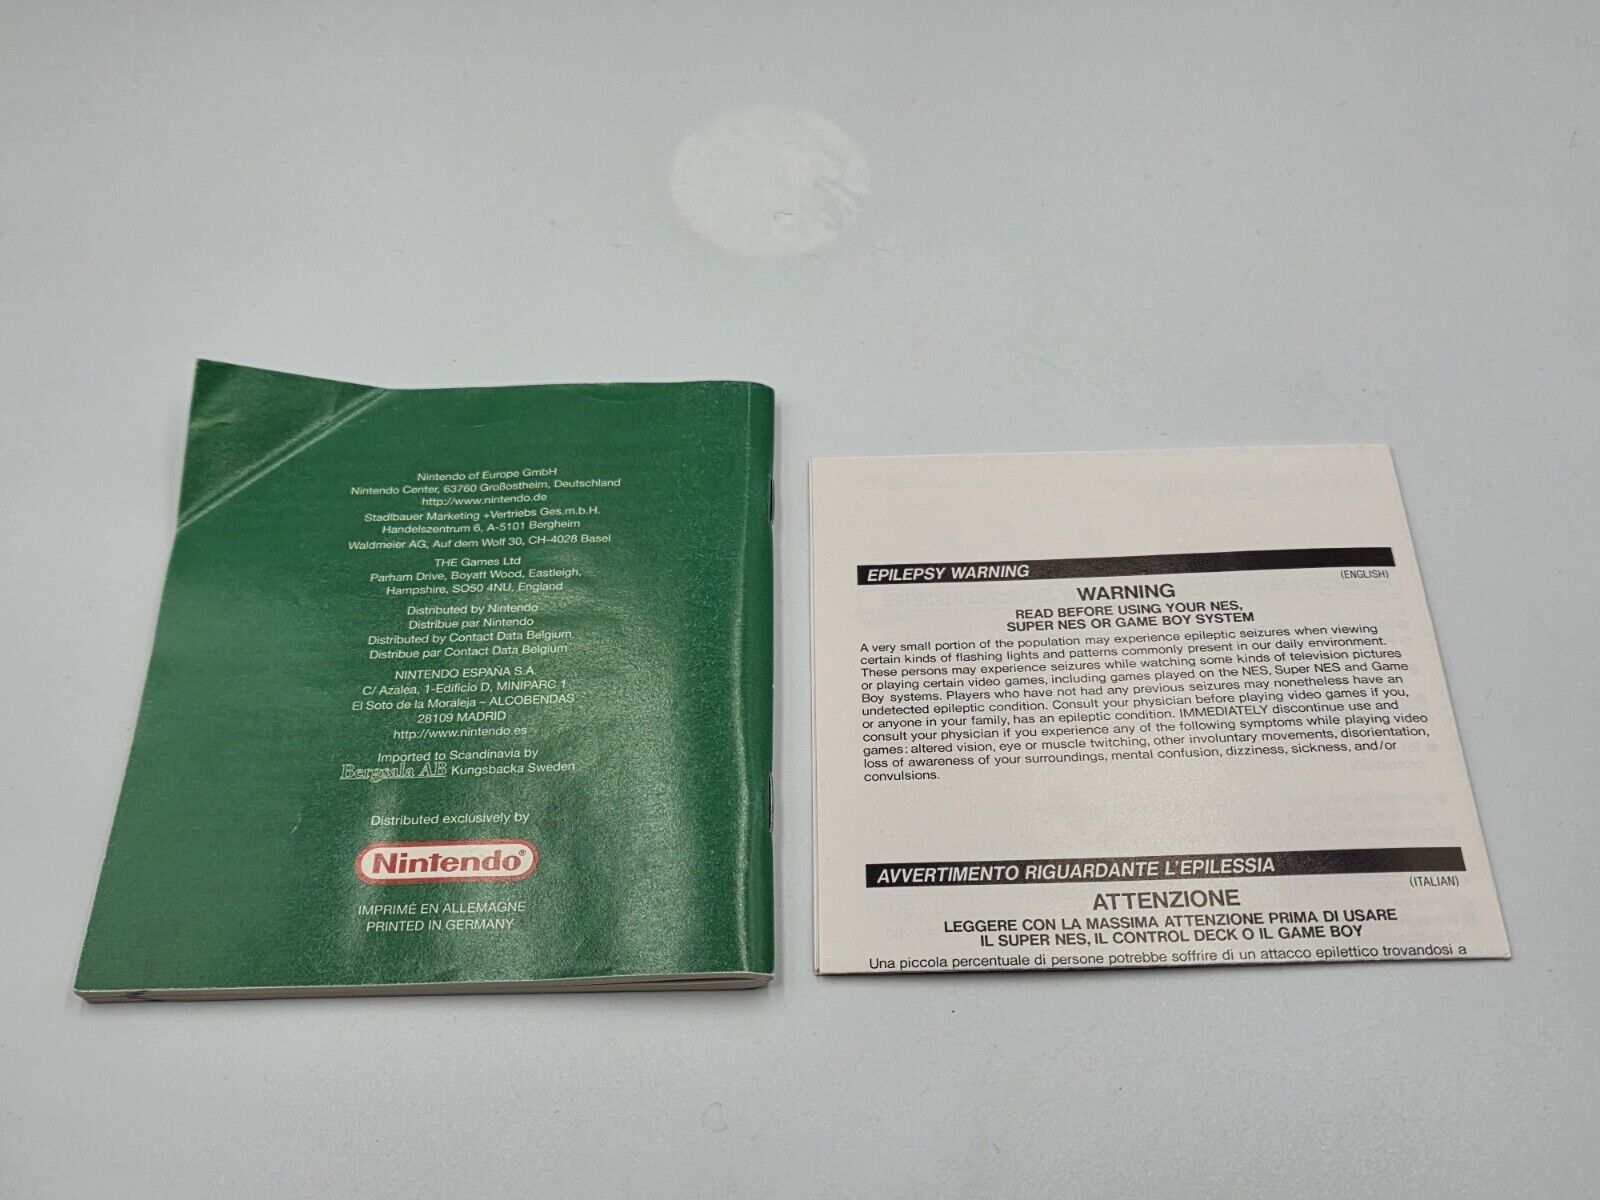 Nintendo of Europe GmbH
Nintendo Center, 63760 Großostheim, Deutschland
http://www.nintendo.de
Stadlbauer Marketing +Vertriebs Ges.m.b.H.
Handelszentrum 6, A-5101 Bergheim
Waldmeier AG, Auf dem Wolf 30, CH-4028 Basel
THE Games Ltd
Parham Drive, Boyatt Wood, Eastleigh,
Hampshire, SO50 4NU, England
Distributed by Nintendo
Distribue par Nintendo
Distributed by Contact Data Belgium
Distribue par Contact Data Belgium
NINTENDO ESPAÑA S.A.
C/ Azalea, 1-Edificio D, MINIPARC 1
El Soto de la Moraleja – ALCOBENDAS
28109 MADRID
http://www.nintendo.es
Imported to Scandinavia by
Bergsala AB Kungsbacka Sweden
Distributed exclusively by
Nintendo®
IMPRIMÉ EN ALLEMAGNE
PRINTED IN GERMANY
EPILEPSY WARNING
(ENGLISH)
WARNING
READ BEFORE USING YOUR NES,
SUPER NES OR GAME BOY SYSTEM
A very small portion of the population may experience epileptic seizures when viewing
certain kinds of flashing lights and patterns commonly present in our daily environment.
These persons may experience seizures while watching some kinds of television pictures
or playing certain video games, including games played on the NES, Super NES and Game
Boy systems. Players who have not had any previous seizures may nonetheless have an
undetected epileptic condition. Consult your physician before playing video games if you,
or anyone in your family, has an epileptic condition. IMMEDIATELY discontinue use and
consult your physician if you experience any of the following symptoms while playing video
games: altered vision, eye or muscle twitching, other involuntary movements, disorientation,
loss of awareness of your surroundings, mental confusion, dizziness, sickness, and/or
convulsions.
AVVERTIMENTO RIGUARDANTE L'EPILESSIA
(ITALIAN)
ATTENZIONE
LEGGERE CON LA MASSIMA ATTENZIONE PRIMA DI USARE
IL SUPER NES, IL CONTROL DECK O IL GAME BOY
Una piccola percentuale di persone potrebbe soffrire di un attacco epilettico trovandosi a